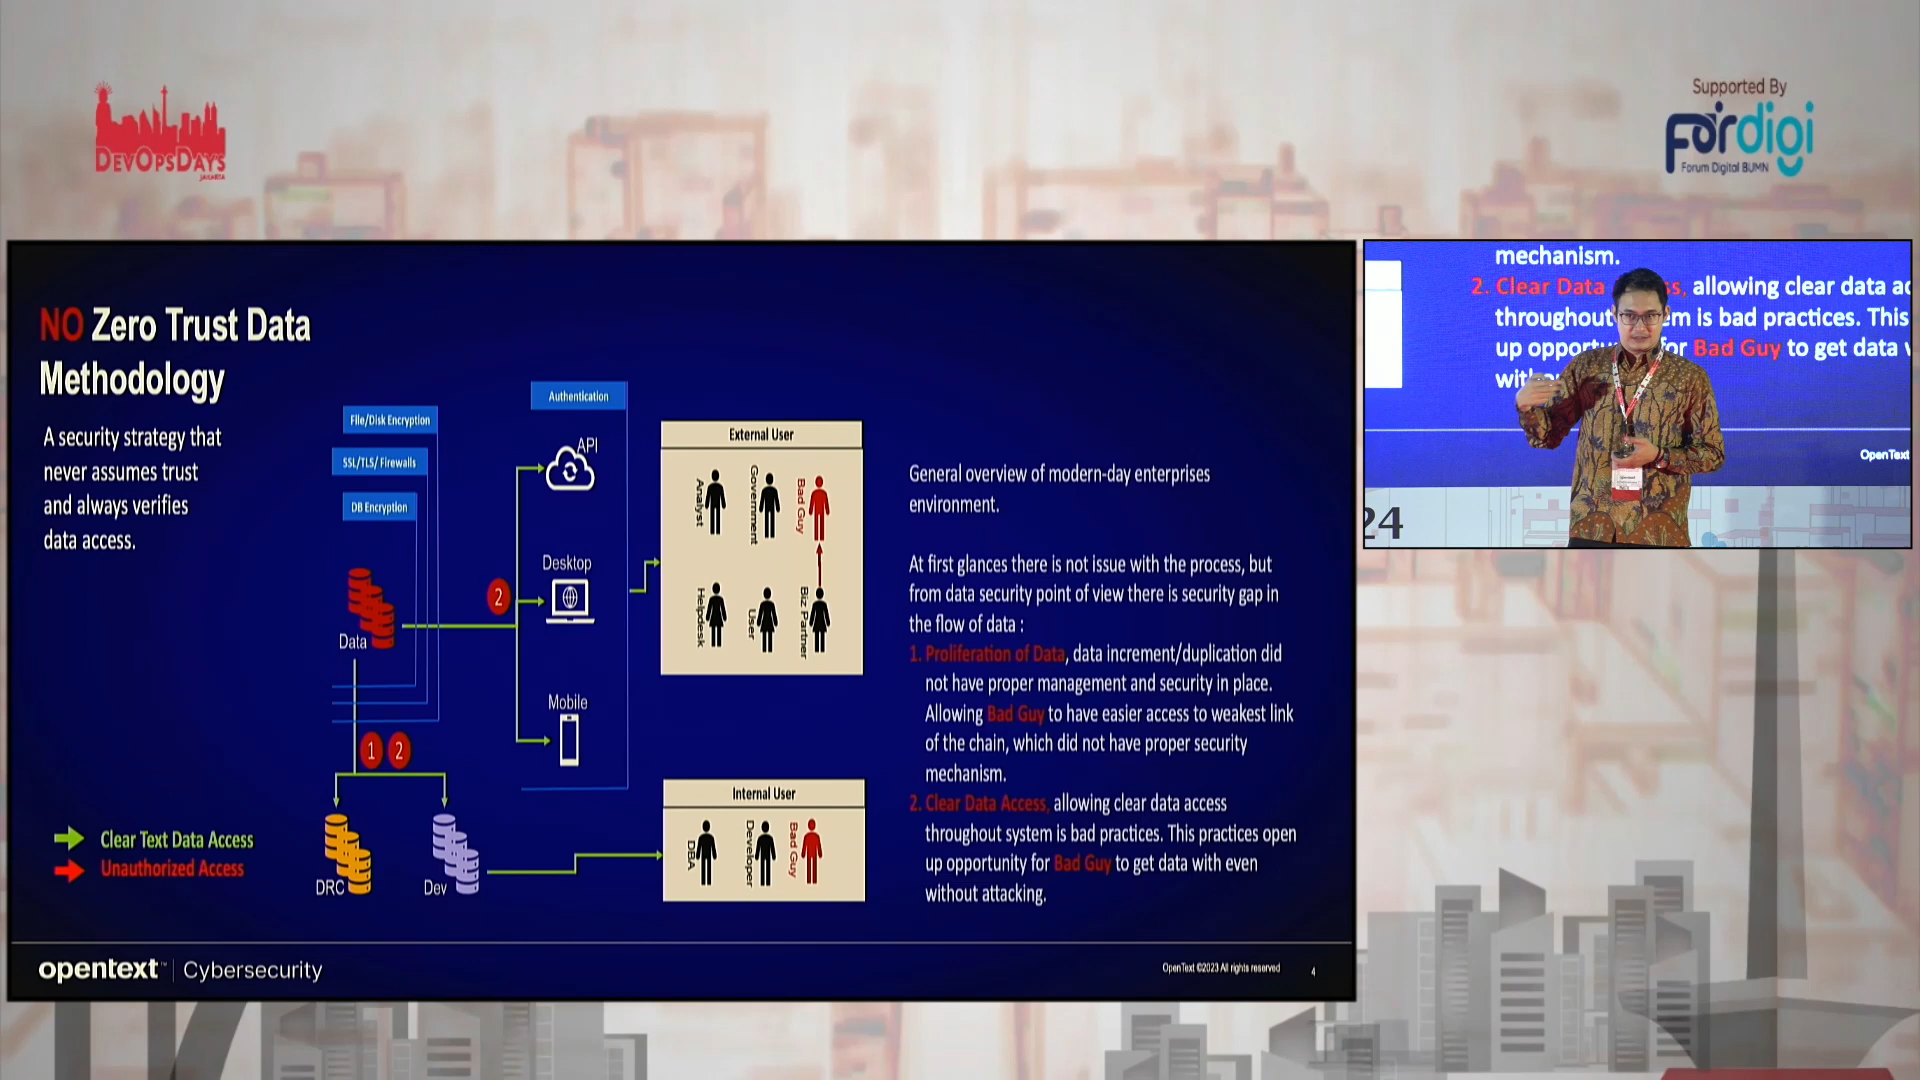 DEVOPSDAYS
JAKARTA
Supported By
Fordigi
Forum Digital BUMN
NO Zero Trust Data
Methodology
A security strategy that
never assumes trust
and always verifies
data access.
File/Disk Encryption
SSL/TLS/ Firewalls
DB Encryption
Data
1 2
DRC
Dev
Clear Text Data Access
Unauthorized Access
Authentication
API
2
Desktop
Mobile
External User
Analyst
Government
Bad Guy
Helpdesk
User
Biz Partner
Internal User
DBA
Developer
Bad Guy
General overview of modern-day enterprises
environment.
At first glances there is not issue with the process, but
from data security point of view there is security gap in
the flow of data :
1. Proliferation of Data, data increment/duplication did
not have proper management and security in place.
Allowing Bad Guy to have easier access to weakest link
of the chain, which did not have proper security
mechanism.
2. Clear Data Access, allowing clear data access
throughout system is bad practices. This practices open
up opportunity for Bad Guy to get data with even
without attacking.
opentext™ | Cybersecurity
OpenText ©2023 All rights reserved
4
mechanism.
2. Clear Data allowing clear data
throughout is bad practices. This
up for Bad Guy to get data
OpenText
24